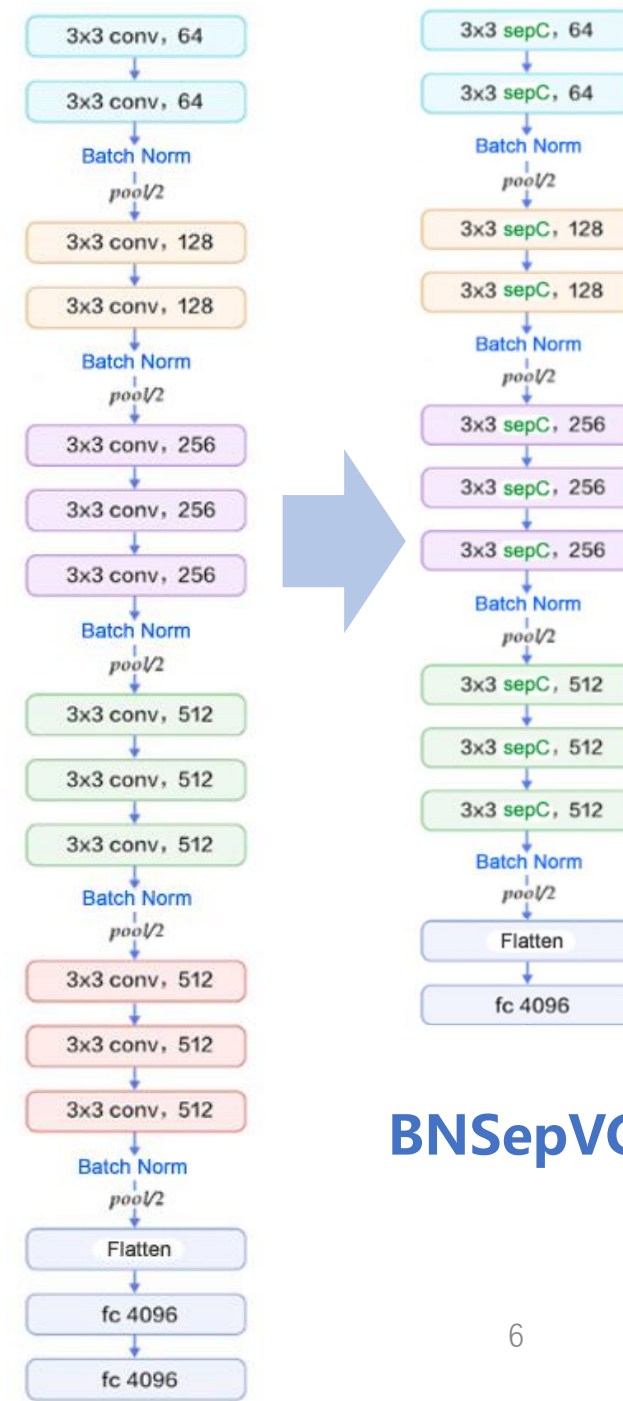 3x3 conv, 64
3x3 conv, 64
Batch Norm
pool/2
3x3 conv, 128
3x3 conv, 128
Batch Norm
pool/2
3x3 conv, 256
3x3 conv, 256
3x3 conv, 256
Batch Norm
pool/2
3x3 conv, 512
3x3 conv, 512
3x3 conv, 512
Batch Norm
pool/2
3x3 conv, 512
3x3 conv, 512
3x3 conv, 512
Batch Norm
pool/2
Flatten
fc 4096
fc 4096
3x3 sepC, 64
3x3 sepC, 64
Batch Norm
pool/2
3x3 sepC, 128
3x3 sepC, 128
Batch Norm
pool/2
3x3 sepC, 256
3x3 sepC, 256
3x3 sepC, 256
Batch Norm
pool/2
3x3 sepC, 512
3x3 sepC, 512
3x3 sepC, 512
Batch Norm
pool/2
Flatten
fc 4096
6